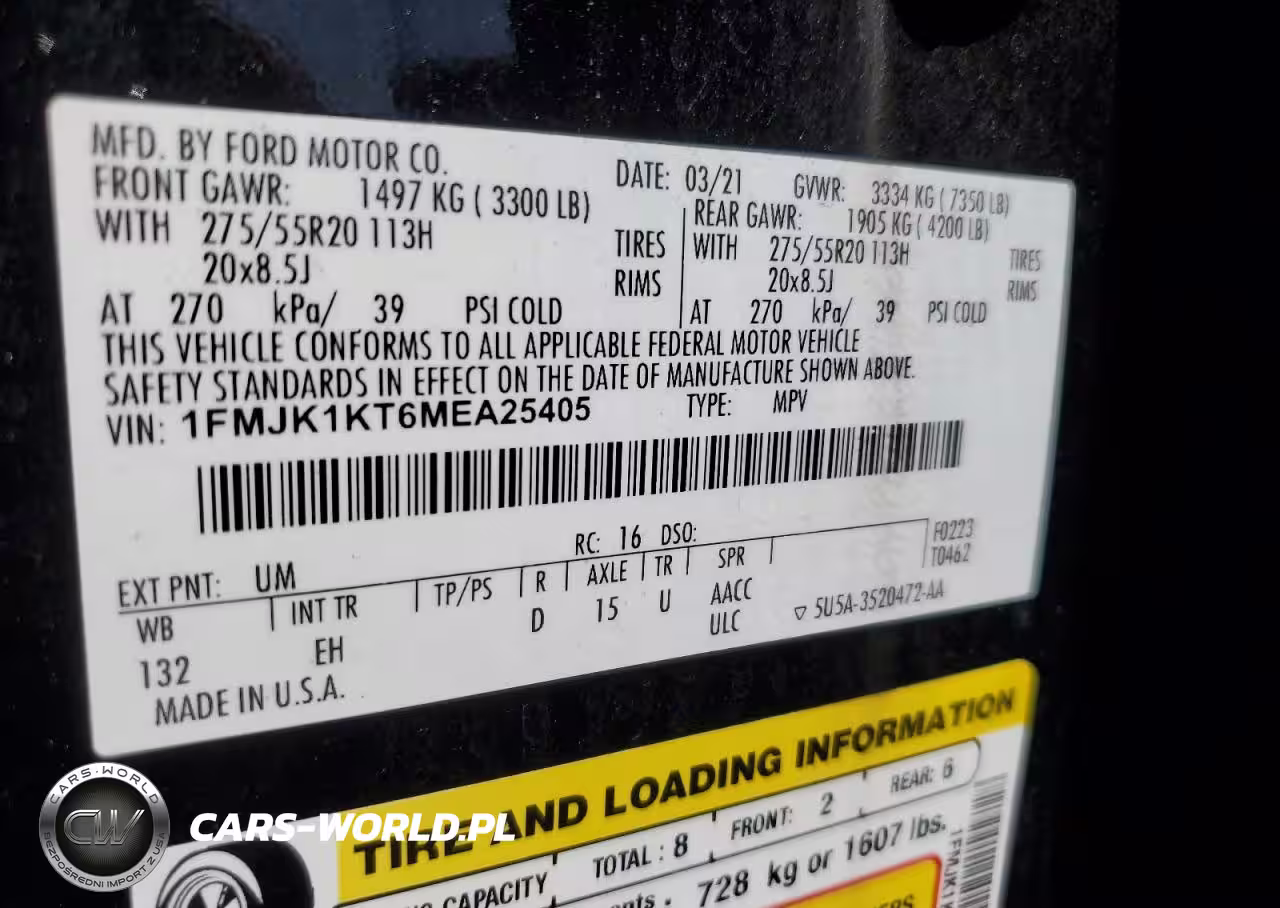 MFD. BY FORD MOTOR CO.
DATE: 03/21 GVWR: 3334 KG ( 7350 LB)
FRONT GAWR: 1497 KG ( 3300 LB)
REAR GAWR: 1905 KG ( 4200 LB)
WITH 275/55R20 113H TIRES
WITH 275/55R20 113H TIRES
20x8.5J RIMS
20x8.5J RIMS
AT 270 kPa/ 39 PSI COLD
AT 270 kPa/ 39 PSI COLD
THIS VEHICLE CONFORMS TO ALL APPLICABLE FEDERAL MOTOR VEHICLE
SAFETY STANDARDS IN EFFECT ON THE DATE OF MANUFACTURE SHOWN ABOVE.
VIN: 1FMJK1KT6MEA25405 TYPE: MPV
F0223
T0462
RC: 16 DSO:
EXT PNT: UM
WB INT TR TP/PS R AXLE TR SPR
132 EH D 15 U AACC
ULC
▽ 5U5A-3520472-AA
MADE IN U.S.A.
TIRE AND LOADING INFORMATION
CAPACITY TOTAL : 8 FRONT: 2 REAR: 6
728 kg or 1607 lbs.
CARS-WORLD
CW
BEZPOŚREDNI IMPORT Z USA
CARS-WORLD.PL